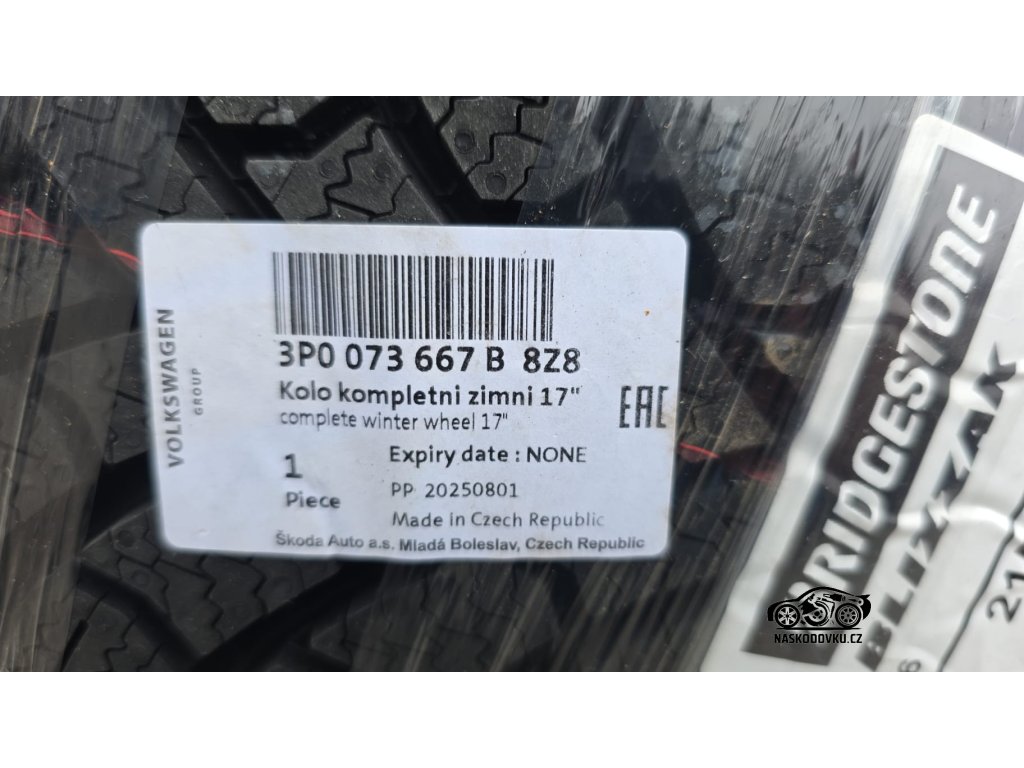 VOLKSWAGEN
GROUP
3P0 073 667 B 8Z8
Kolo kompletni zimni 17"
complete winter wheel 17"
EAC
1
Piece
Expiry date : NONE
PP 20250801
Made in Czech Republic
Škoda Auto a.s. Mladá Boleslav, Czech Republic
BRIDGESTONE
BLIZZAK
NASKODOVKU.CZ